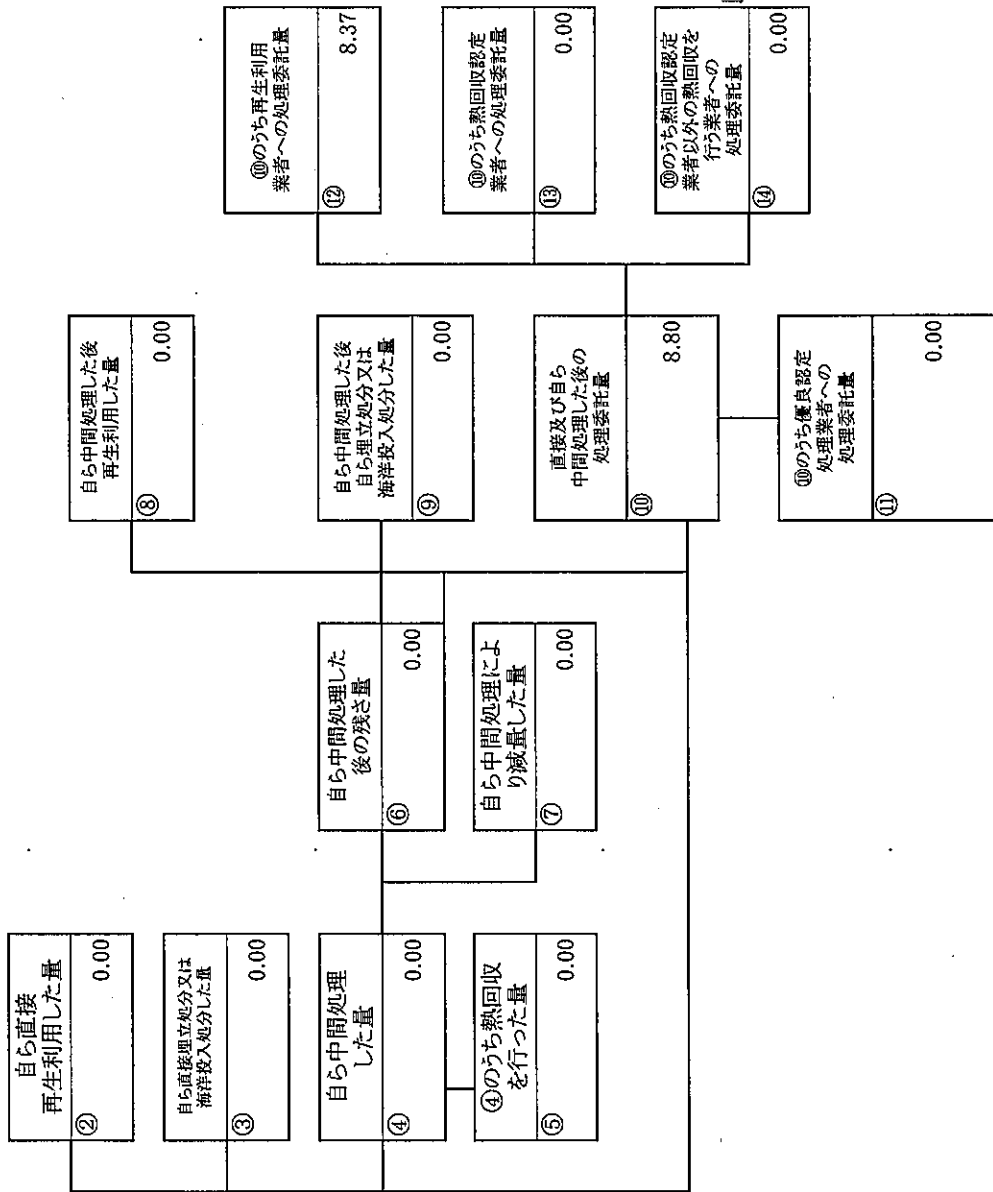 自ら直接
再生利用した量
②
0.00
自ら直接埋立処分又は
海洋投入処分した量
③
0.00
自ら中間処理
した量
④
0.00
④のうち熱回収
を行った量
⑤
0.00
自ら中間処理した
後の残さ量
⑥
0.00
自ら中間処理によ
り減量した量
⑦
0.00
自ら中間処理した後
再生利用した量
⑧
0.00
自ら中間処理した後
自ら埋立処分又は
海洋投入処分した量
⑨
0.00
直接及び自ら
中間処理した後の
処理委託量
⑩
8.80
⑩のうち優良認定
処理業者への
処理委託量
⑪
0.00
⑩のうち再生利用
業者への処理委託量
⑫
8.37
⑩のうち熱回収認定
業者への処理委託量
⑬
0.00
⑩のうち熱回収認定
業者以外の熱回収を
行う業者への
処理委託量
⑭
0.00